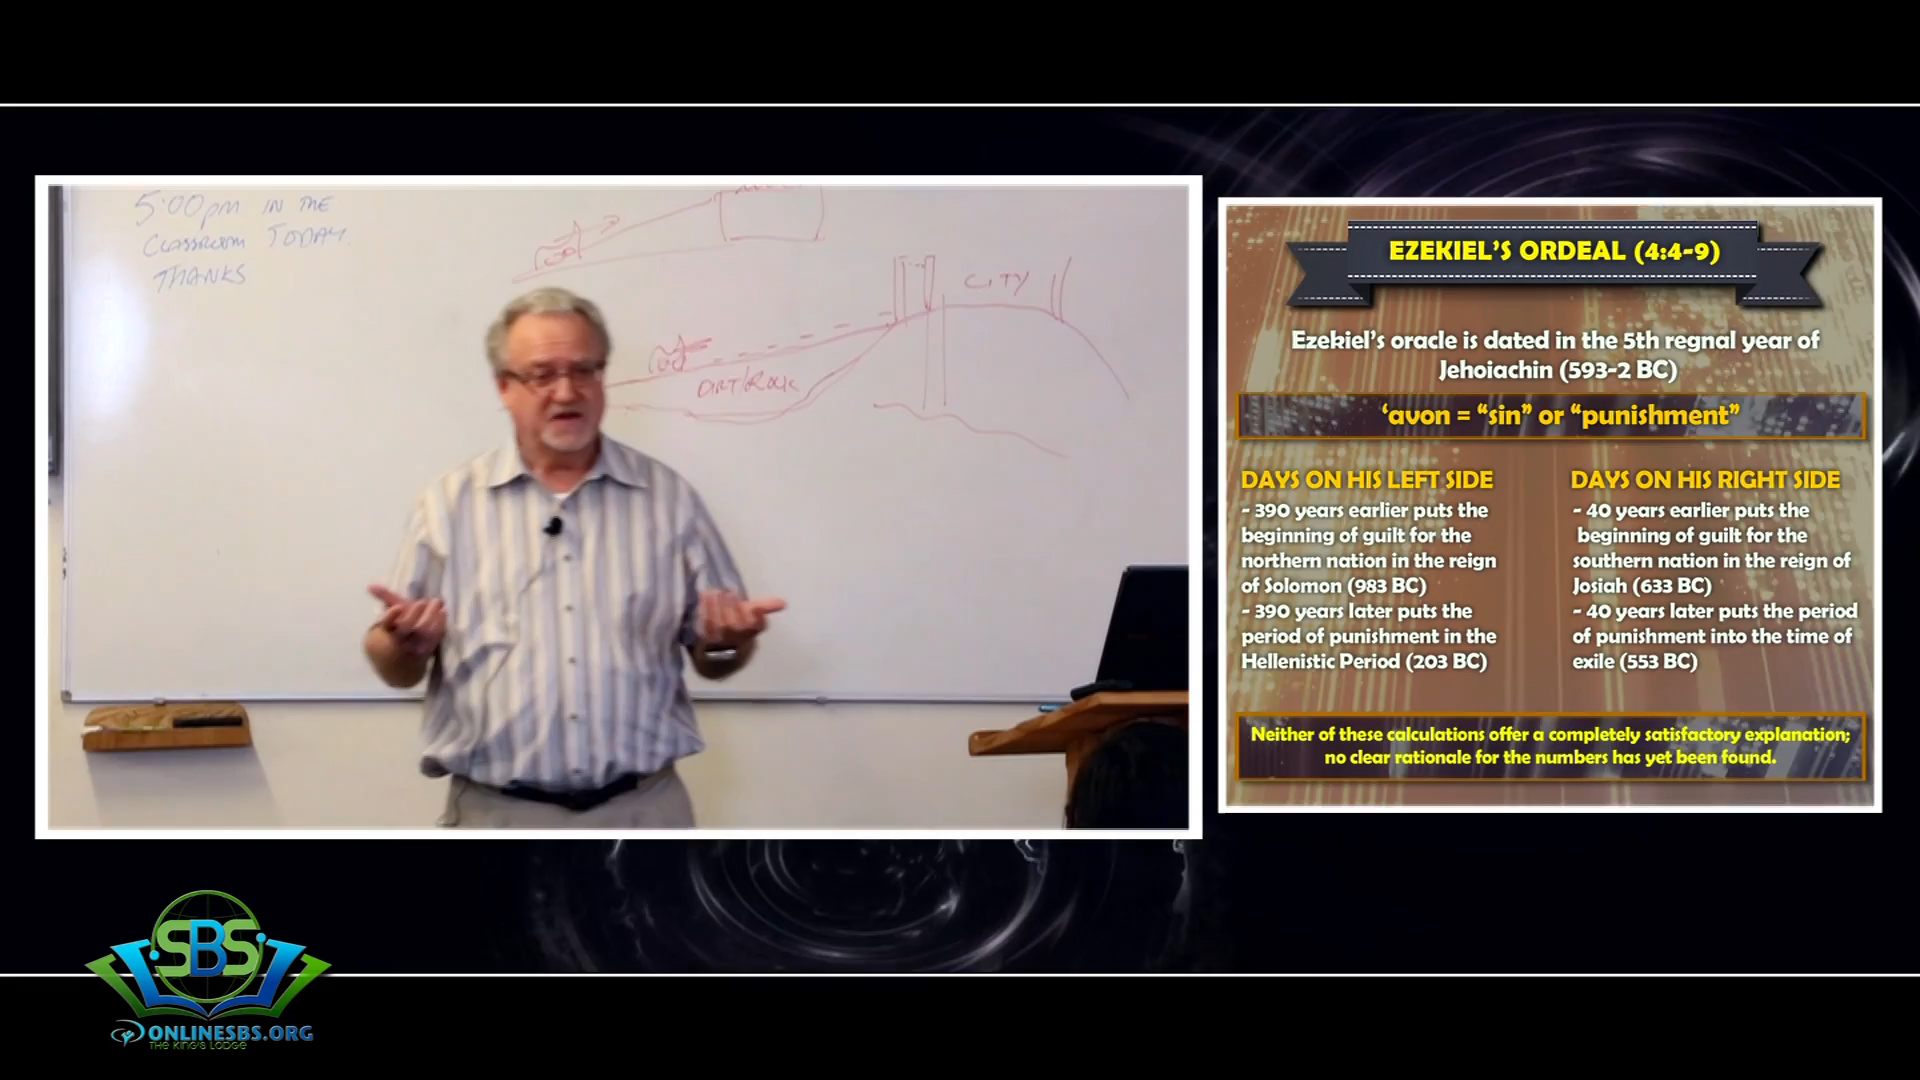 5:00pm IN THE
CLASSROOM TODAY.
THANKS
CITY
DIRT/ROCK
EZEKIEL'S ORDEAL (4:4-9)
Ezekiel's oracle is dated in the 5th regnal year of
Jehoiachin (593-2 BC)
'avon = "sin" or "punishment"
DAYS ON HIS LEFT SIDE
- 390 years earlier puts the
beginning of guilt for the
northern nation in the reign
of Solomon (983 BC)
- 390 years later puts the
period of punishment in the
Hellenistic Period (203 BC)
DAYS ON HIS RIGHT SIDE
- 40 years earlier puts the
beginning of guilt for the
southern nation in the reign of
Josiah (633 BC)
- 40 years later puts the period
of punishment into the time of
exile (553 BC)
Neither of these calculations offer a completely satisfactory explanation;
no clear rationale for the numbers has yet been found.
SBS
ONLINESBS.ORG
THE KING'S LODGE